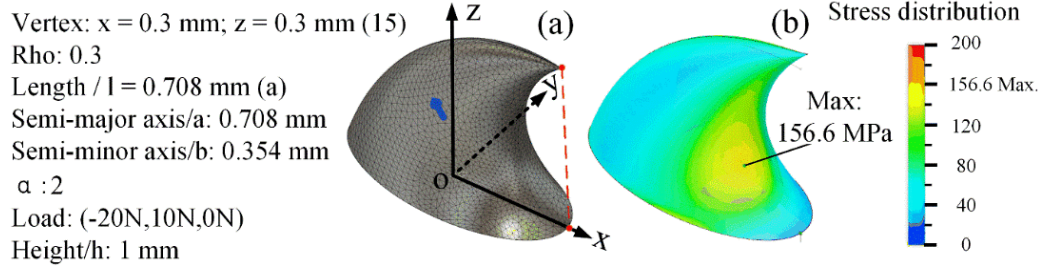 Vertex: x = 0.3 mm; z = 0.3 mm (15)
Rho: 0.3
Length / l = 0.708 mm (a)
Semi-major axis/a: 0.708 mm
Semi-minor axis/b: 0.354 mm
α :2
Load: (-20N,10N,0N)
Height/h: 1 mm
z
(a)
y
o
x
(b)
Max:
156.6 MPa
Stress distribution
200
156.6 Max.
120
80
40
0